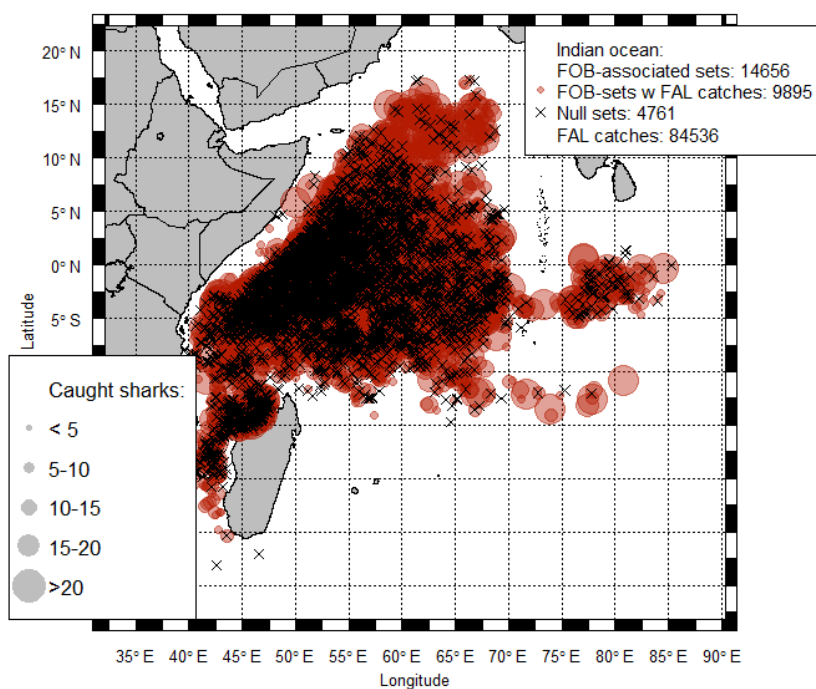 20° N
15° N
10° N
5° N
0° N
5° S
Latitude
Indian ocean:
FOB-associated sets: 14656
FOB-sets w FAL catches: 9895
Null sets: 4761
FAL catches: 84536
Caught sharks:
< 5
5-10
10-15
15-20
>20
35° E 40° E 45° E 50° E 55° E 60° E 65° E 70° E 75° E 80° E 85° E 90° E
Longitude